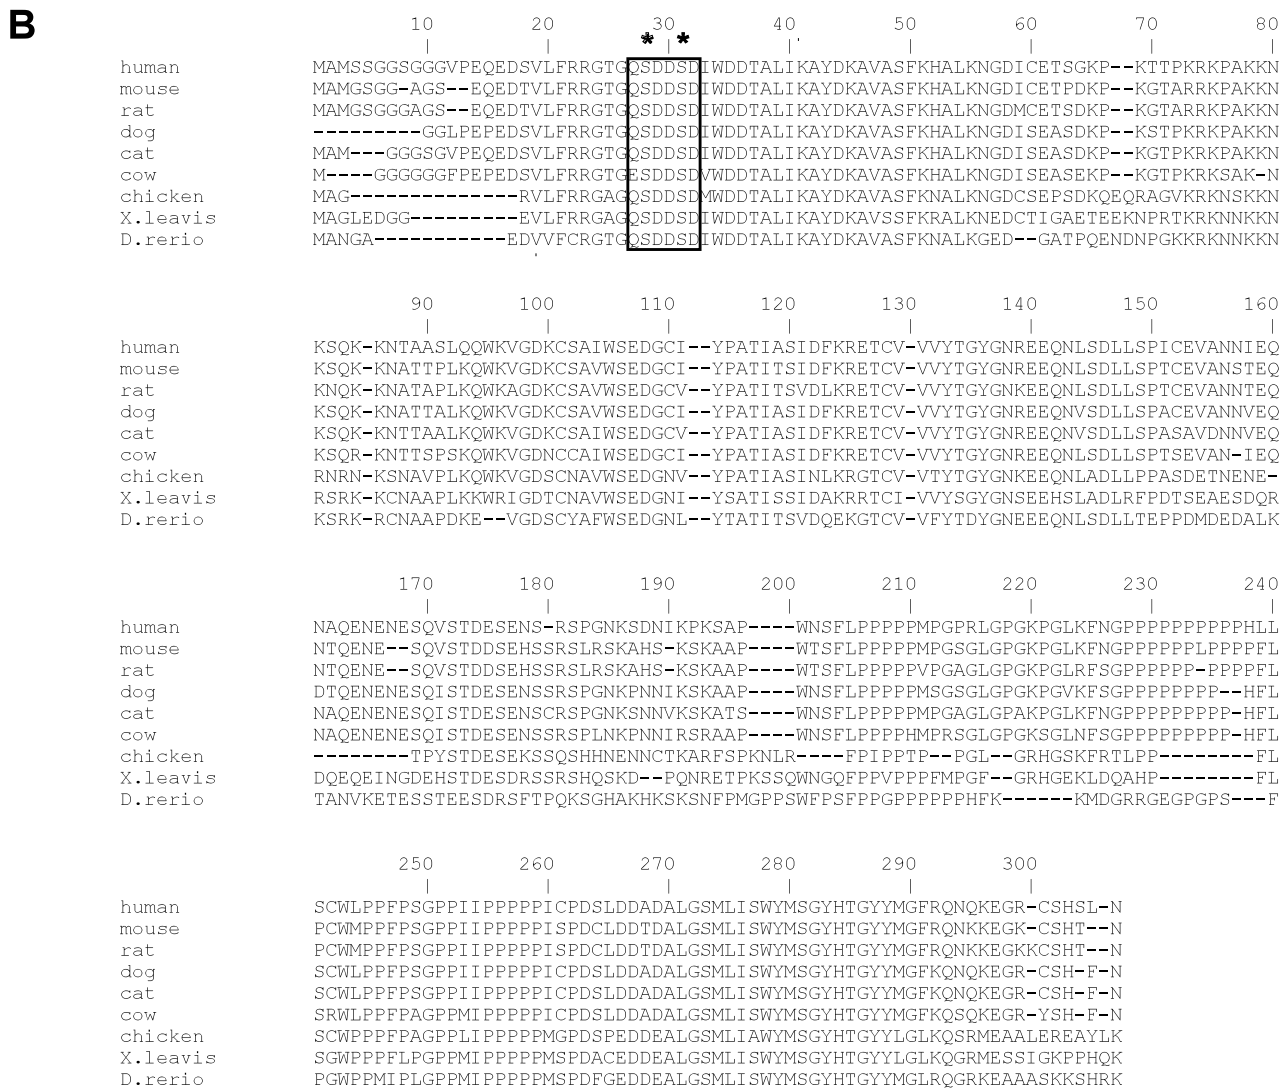 B
10 20 30 40 50 60 70 80
* *
human MAMSSGGSGGGVPEQEDSVLFRRGTGQSDDSDIWDDTALIKAYDKAVASFKHALKNGDICETSGKP--KTTPKRKPAKKN
mouse MAMGSGG-AGS--EQEDTVLFRRGTGQSDDSDIWDDTALIKAYDKAVASFKHALKNGDICETPDKP--KGTARRKPAKKN
rat MAMGSGGGAGS--EQEDTVLFRRGTGQSDDSDIWDDTALIKAYDKAVASFKHALKNGDMCETSDKP--KGTARRKPAKKN
dog ---------GGLPEPEDSVLFRRGTGQSDDSDIWDDTALIKAYDKAVASFKHALKNGDISEASDKP--KSTPKRKPAKKN
cat MAM---GGGSGVPEQEDSVLFRRGTGQSDDSDIWDDTALIKAYDKAVASFKHALKNGDISEASDKP--KGTPKRKPAKKN
cow M----GGGGGGFPEPEDSVLFRRGTGESDDSDVWDDTALIKAYDKAVASFKHALKNGDISEASEKP--KGTPKRKSAK-N
chicken MAG--------------RVLFRRGAGQSDDSDMWDDTALIKAYDKAVASFKNALKNGDCSEPSDKQEQRAGVKRKNSKKN
X.leavis MAGLEDGG---------EVLFRRGAGQSDDSDIWDDTALIKAYDKAVSSFKRALKNEDCTIGAETEEKNPRTKRKNNKKN
D.rerio MANGA-----------EDVVFCRGTGQSDDSDIWDDTALIKAYDKAVASFKNALKGED--GATPQENDNPGKKRKNNKKN
90 100 110 120 130 140 150 160
human KSQK-KNTAASLQQWKVGDKCSAIWSEDGCI--YPATIASIDFKRETCV-VVYTGYGNREEQNLSDLLSPICEVANNIEQ
mouse KSQK-KNATTPLKQWKVGDKCSAVWSEDGCI--YPATITSIDFKRETCV-VVYTGYGNREEQNLSDLLSPTCEVANSTEQ
rat KNQK-KNATAPLKQWKAGDKCSAVWSEDGCV--YPATITSVDLKRETCV-VVYTGYGNREEQNLSDLLSPTCEVANNTEQ
dog KSQK-KNATTALKQWKVGDKCSAVWSEDGCI--YPATIASIDFKRETCV-VVYTGYGNREEQNVSDLLSPACEVANNVEQ
cat KSQK-KNTTAALKQWKVGDKCSAIWSEDGCV--YPATIASIDFKRETCV-VVYTGYGNREEQNVSDLLSPASAVDNNVEQ
cow KSQR-KNTTSPSKQWKVGDNCCAIWSEDGCI--YPATIASIDFKRETCV-VVYTGYGNREEQNLSDLLSPTSEVAN-IEQ
chicken RNRN-KSNAVPLKQWKVGDSCNAVWSEDGNV--YPATIASINLKRGTCV-VTYTGYGNKEEQNLADLLPPASDETNENE-
X.leavis RSRK-KCNAAPLKKWRIGDTCNAVWSEDGNI--YSATISSIDAKRRTCI-VVYSGYGNSEEHSLADLRFPDTSEAESDQR
D.rerio KSRK-RCNAAPDKE--VGDSCYAFWSEDGNL--YTATITSVDQEKGTCV-VFYTDYGNEEEQNLSDLLTEPPDMDEDALK
170 180 190 200 210 220 230 240
human NAQENENESQVSTDESENS-RSPGNKSDNIKPKSAP----WNSFLPPPPPMPGPRLGPGKPGLKFNGPPPPPPPPPPHLL
mouse NTQENE--SQVSTDDSEHSSRSLRSKAHS-KSKAAP----WTSFLPPPPPMPGSGLGPGKPGLKFNGPPPPPPLPPPPFL
rat NTQENE--SQVSTDDSEHSSRSLRSKAHS-KSKAAP----WTSFLPPPPPVPGAGLGPGKPGLRFSGPPPPPP-PPPPFL
dog DTQENENESQISTDESENSSRSPGNKPNNIKSKAAP----WNSFLPPPPPMSGSGLGPGKPGVKFSGPPPPPPPP--HFL
cat NAQENENESQISTDESENSCRSPGNKSNNVKSKATS----WNSFLPPPPPMPGAGLGPAKPGLKFNGPPPPPPPPP-HFL
cow NAQENENESQISTDESENSSRSPLNKPNNIRSRAAP----WNSFLPPPPHMPRSGLGPGKSGLNFSGPPPPPPPPP-HFL
chicken --------TPYSTDESEKSSQSHHNENNCTKARFSPKNLR----FPIPPTP--PGL--GRHGSKFRTLPP--------FL
X.leavis DQEQEINGDEHSTDESDRSSRSHQSKD--PQNRETPKSSQWNGQFPPVPPPFMPGF--GRHGEKLDQAHP--------FL
D.rerio TANVKETESSTEESDRSFTPQKSGHAKHKSKSNFPMGPPSWFPSFPPGPPPPPPHFK------KMDGRRGEGPGPS---F
250 260 270 280 290 300
human SCWLPPFPSGPPIIPPPPPICPDSLDDADALGSMLISWYMSGYHTGYYMGFRQNQKEGR-CSHSL-N
mouse PCWMPPFPSGPPIIPPPPPISPDCLDDTDALGSMLISWYMSGYHTGYYMGFRQNKKEGK-CSHT--N
rat PCWMPPFPSGPPIIPPPPPISPDCLDDTDALGSMLISWYMSGYHTGYYMGFRQNKKEGKKCSHT--N
dog SCWLPPFPSGPPIIPPPPPICPDSLDDADALGSMLISWYMSGYHTGYYMGFKQNQKEGR-CSH-F-N
cat SCWLPPFPSGPPIIPPPPPICPDSLDDADALGSMLISWYMSGYHTGYYMGFKQNQKEGR-CSH-F-N
cow SRWLPPFPAGPPMIPPPPPICPDSLDDADALGSMLISWYMSGYHTGYYMGFKQSQKEGR-YSH-F-N
chicken SCWPPPFPAGPPLIPPPPPMGPDSPEDDEALGSMLIAWYMSGYHTGYYLGLKQSRMEAALEREAYLK
X.leavis SGWPPPFLPGPPMIPPPPPMSPDACEDDEALGSMLISWYMSGYHTGYYLGLKQGRMESSIGKPPHQK
D.rerio PGWPPMIPLGPPMIPPPPPMSPDFGEDDEALGSMLISWYMSGYHTGYYLGLRQGRKEAAASKKSHRK